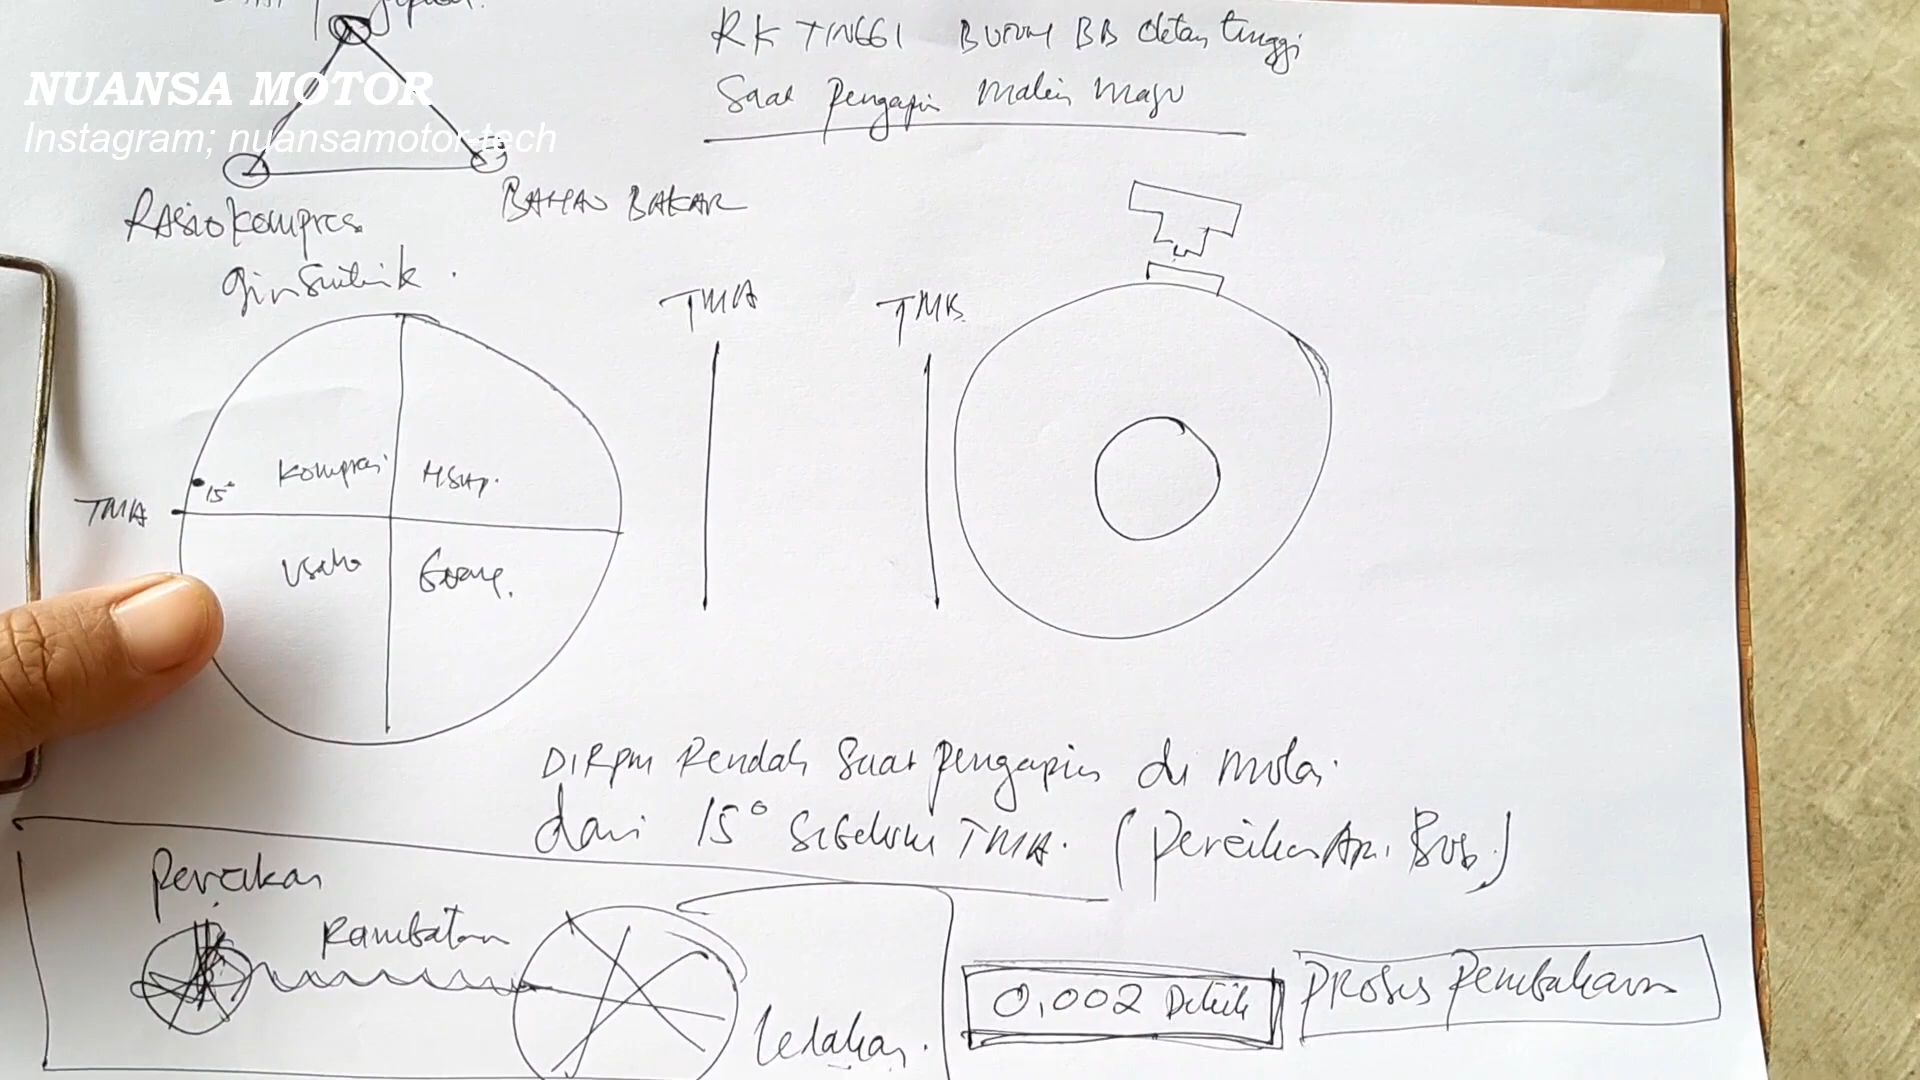 RK TINGGI BUTUH BB oktan tinggi
Saat Pengapian Makin Maju
NUANSA MOTOR
Instagram; nuansamotor-tech
BAHAN BAKAR
Rasio Kompresi
TMA
TMB
Kompresi
Hisap.
15°
TMA
Usaha
Buang.
Di Rpm Rendah Saat pengapian di mulai
dari 15° Sebelum TMA. (Percikan Api Busi)
Percikan
Rambatan
Ledakan.
0,002 Detik
PROSES Pembakaran